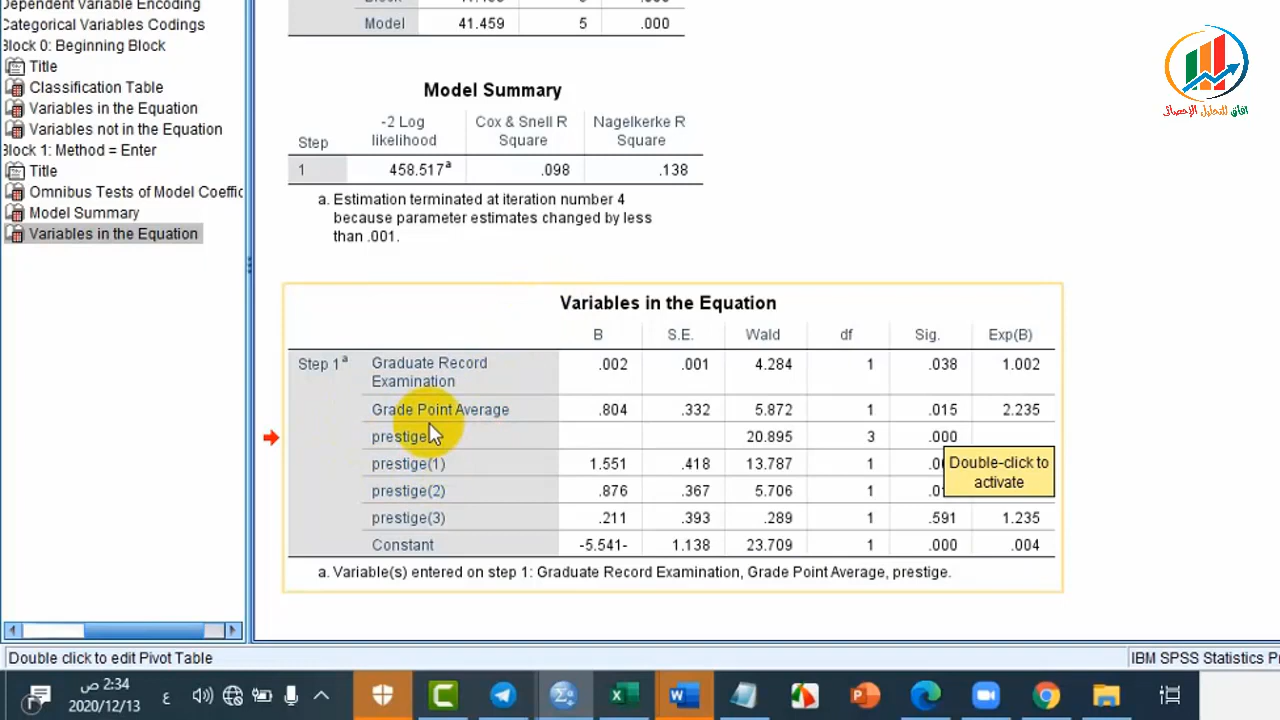 Dependent Variable Encoding
Categorical Variables Codings
Block 0: Beginning Block
Title
Classification Table
Variables in the Equation
Variables not in the Equation
Block 1: Method = Enter
Title
Omnibus Tests of Model Coeffic
Model Summary
Variables in the Equation
Model 41.459 5 .000
Model Summary
Step -2 Log likelihood Cox & Snell R Square Nagelkerke R Square
1 458.517a .098 .138
a. Estimation terminated at iteration number 4
because parameter estimates changed by less
than .001.
Variables in the Equation
B S.E. Wald df Sig. Exp(B)
Step 1a Graduate Record Examination .002 .001 4.284 1 .038 1.002
Grade Point Average .804 .332 5.872 1 .015 2.235
prestige 20.895 3 .000
prestige(1) 1.551 .418 13.787 1
prestige(2) .876 .367 5.706 1
prestige(3) .211 .393 .289 1 .591 1.235
Constant -5.541- 1.138 23.709 1 .000 .004
Double-click to
activate
a. Variable(s) entered on step 1: Graduate Record Examination, Grade Point Average, prestige.
افاق للتحليل الإحصائي
Double click to edit Pivot Table
IBM SPSS Statistics P
2:34 ص
2020/12/13
ع